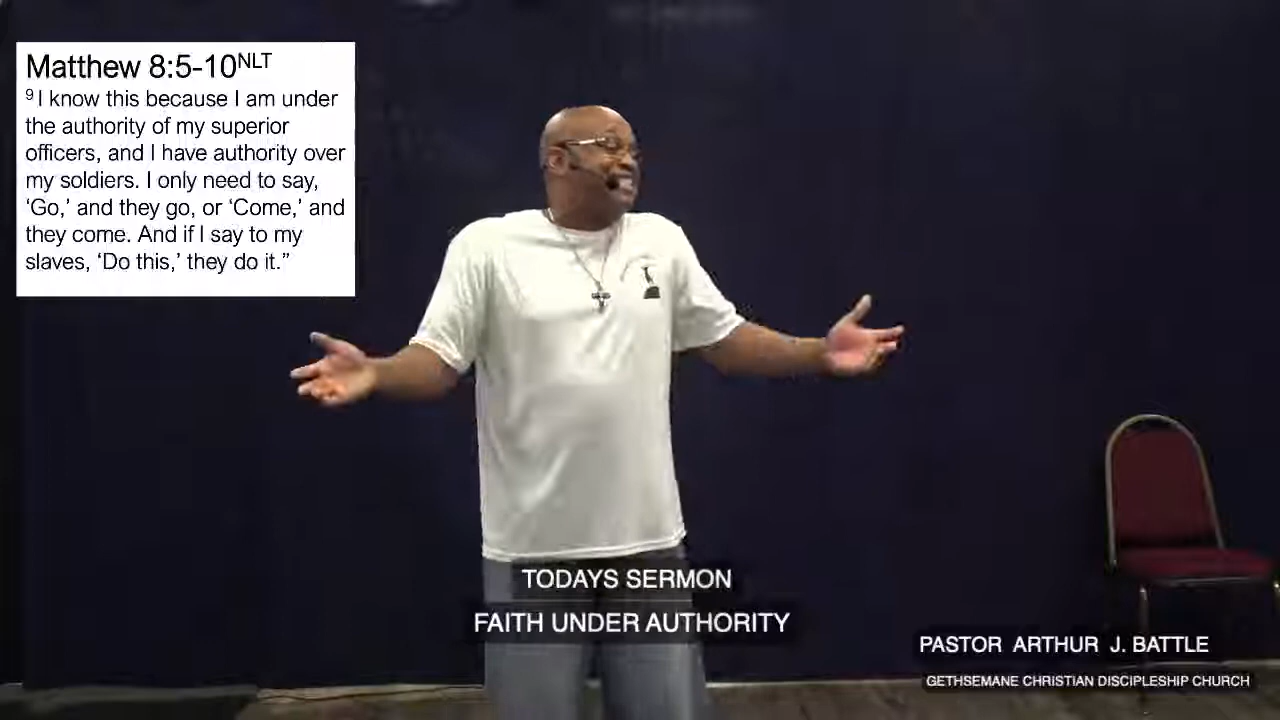 Matthew 8:5-10NLT
9 I know this because I am under
the authority of my superior
officers, and I have authority over
my soldiers. I only need to say,
‘Go,’ and they go, or ‘Come,’ and
they come. And if I say to my
slaves, ‘Do this,’ they do it.”
TODAYS SERMON
FAITH UNDER AUTHORITY
PASTOR ARTHUR J. BATTLE
GETHSEMANE CHRISTIAN DISCIPLESHIP CHURCH